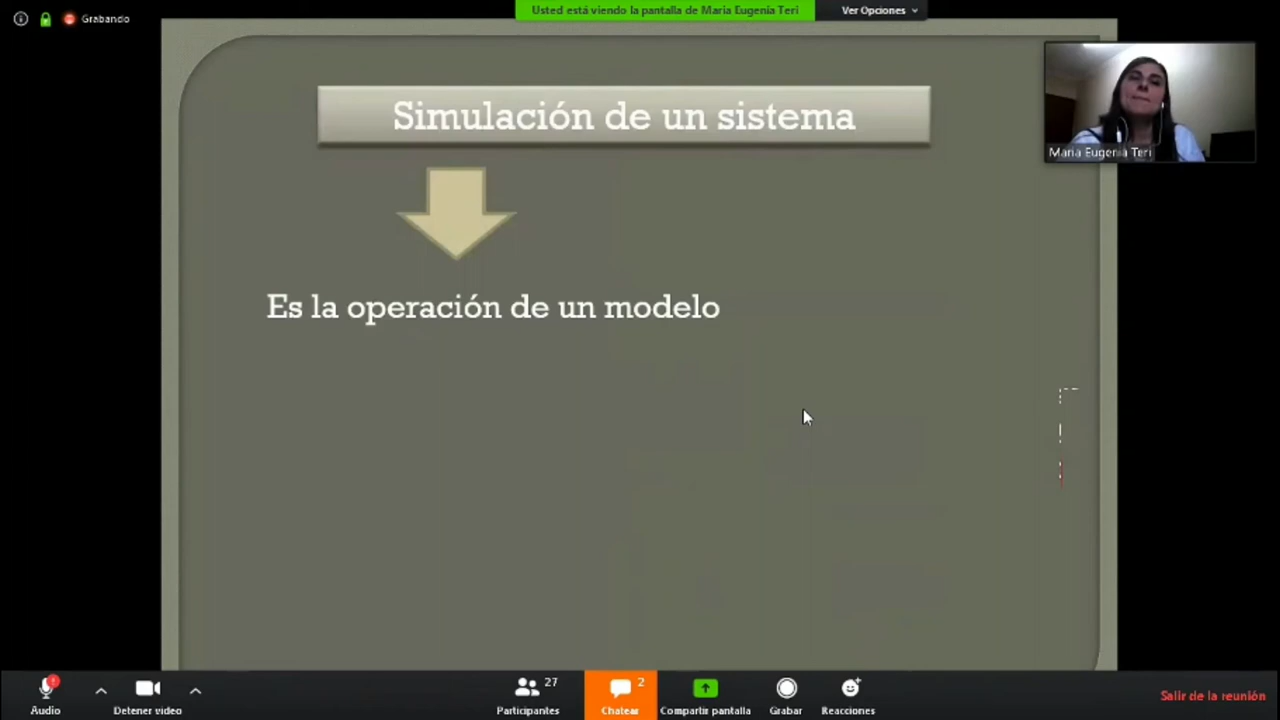 Grabando
Usted está viendo la pantalla de Maria Eugenia Teri
Ver Opciones
Simulación de un sistema
Maria Eugenia Teri
Es la operación de un modelo
Audio
Detener video
27
Participantes
2
Chatear
Compartir pantalla
Grabar
Reacciones
Salir de la reunión